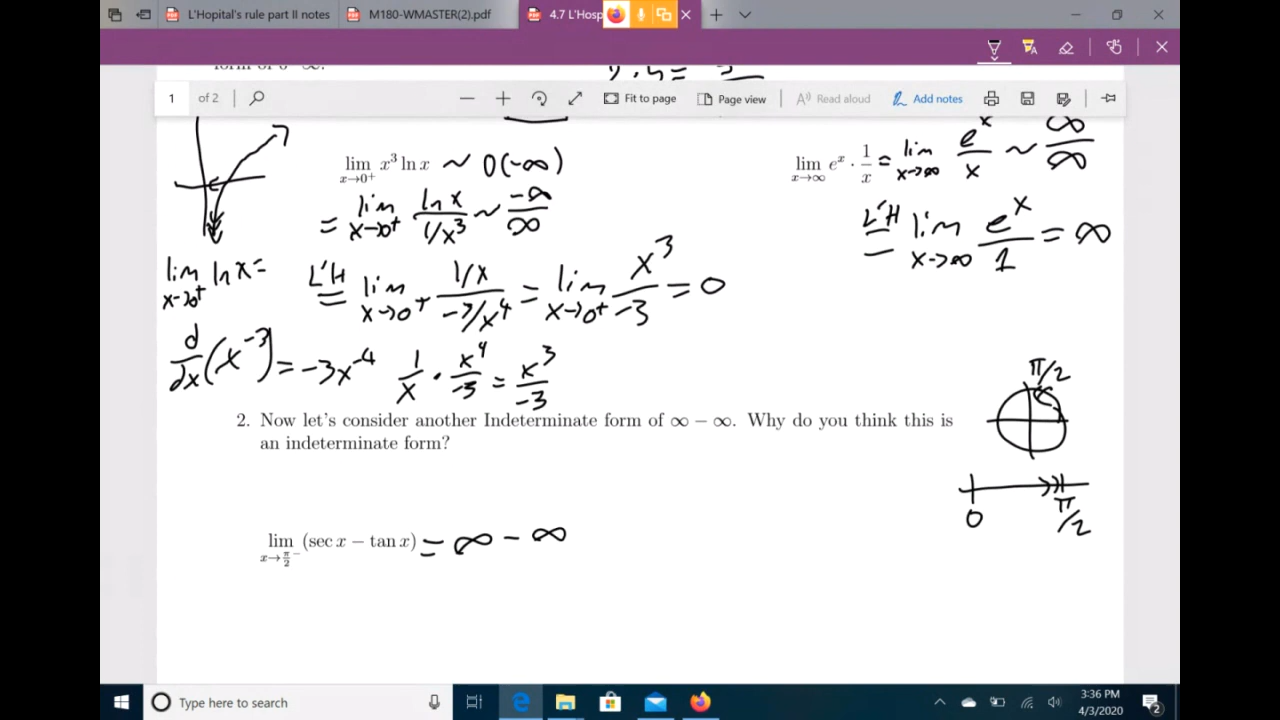 L'Hopital's rule part II notes
M180-WMASTER(2).pdf
4.7 L'Hosp
1 of 2
Fit to page
Page view
Read aloud
Add notes
lim x→0⁺ x³ ln x ~ 0(-∞)
= lim x→0⁺ ln x / 1/x³ ~ -∞/∞
lim x→0⁺ ln x =
L'H = lim x→0⁺ 1/x / -3/x⁴ = lim x→0⁺ x³/-3 = 0
d/dx (x⁻³) = -3x⁻⁴ 1/x · x⁴/-3 = x³/-3
lim x→∞ eˣ · 1/x = lim x→∞ eˣ/x ~ ∞/∞
L'H = lim x→∞ eˣ/1 = ∞
π/2
2. Now let's consider another Indeterminate form of ∞ − ∞. Why do you think this is
an indeterminate form?
0 π/2
lim x→π/2⁻ (sec x − tan x) = ∞ − ∞
Type here to search
3:36 PM
4/3/2020
2